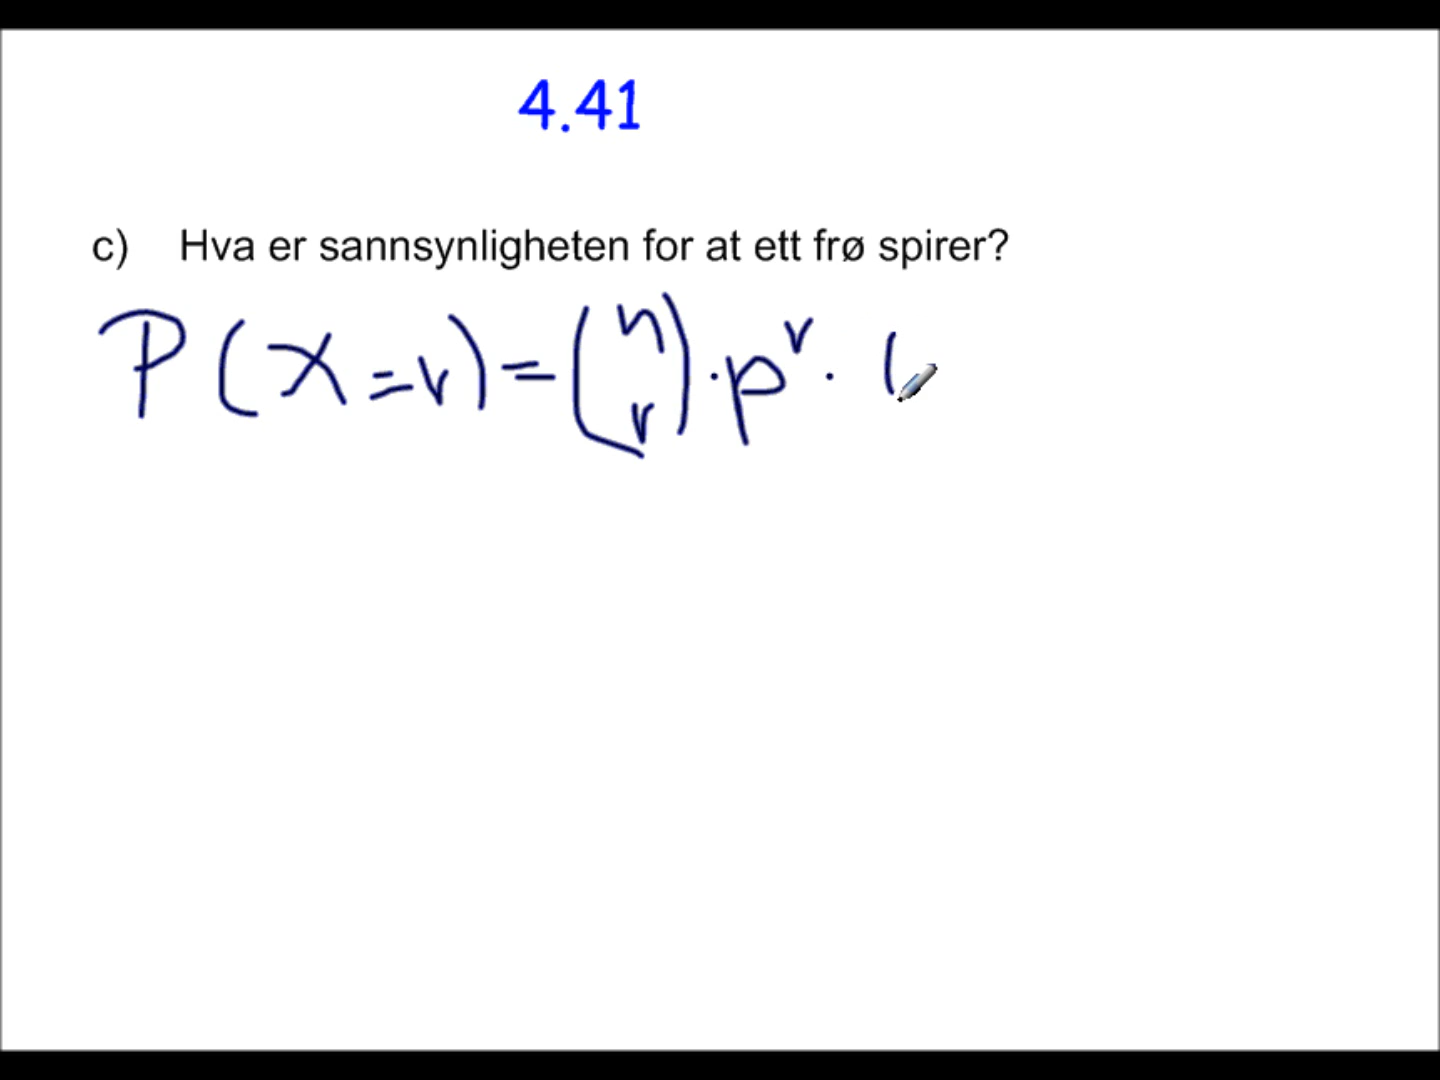 4.41
c) Hva er sannsynligheten for at ett frø spirer?
P(X=r)=(n r)·p^r·(